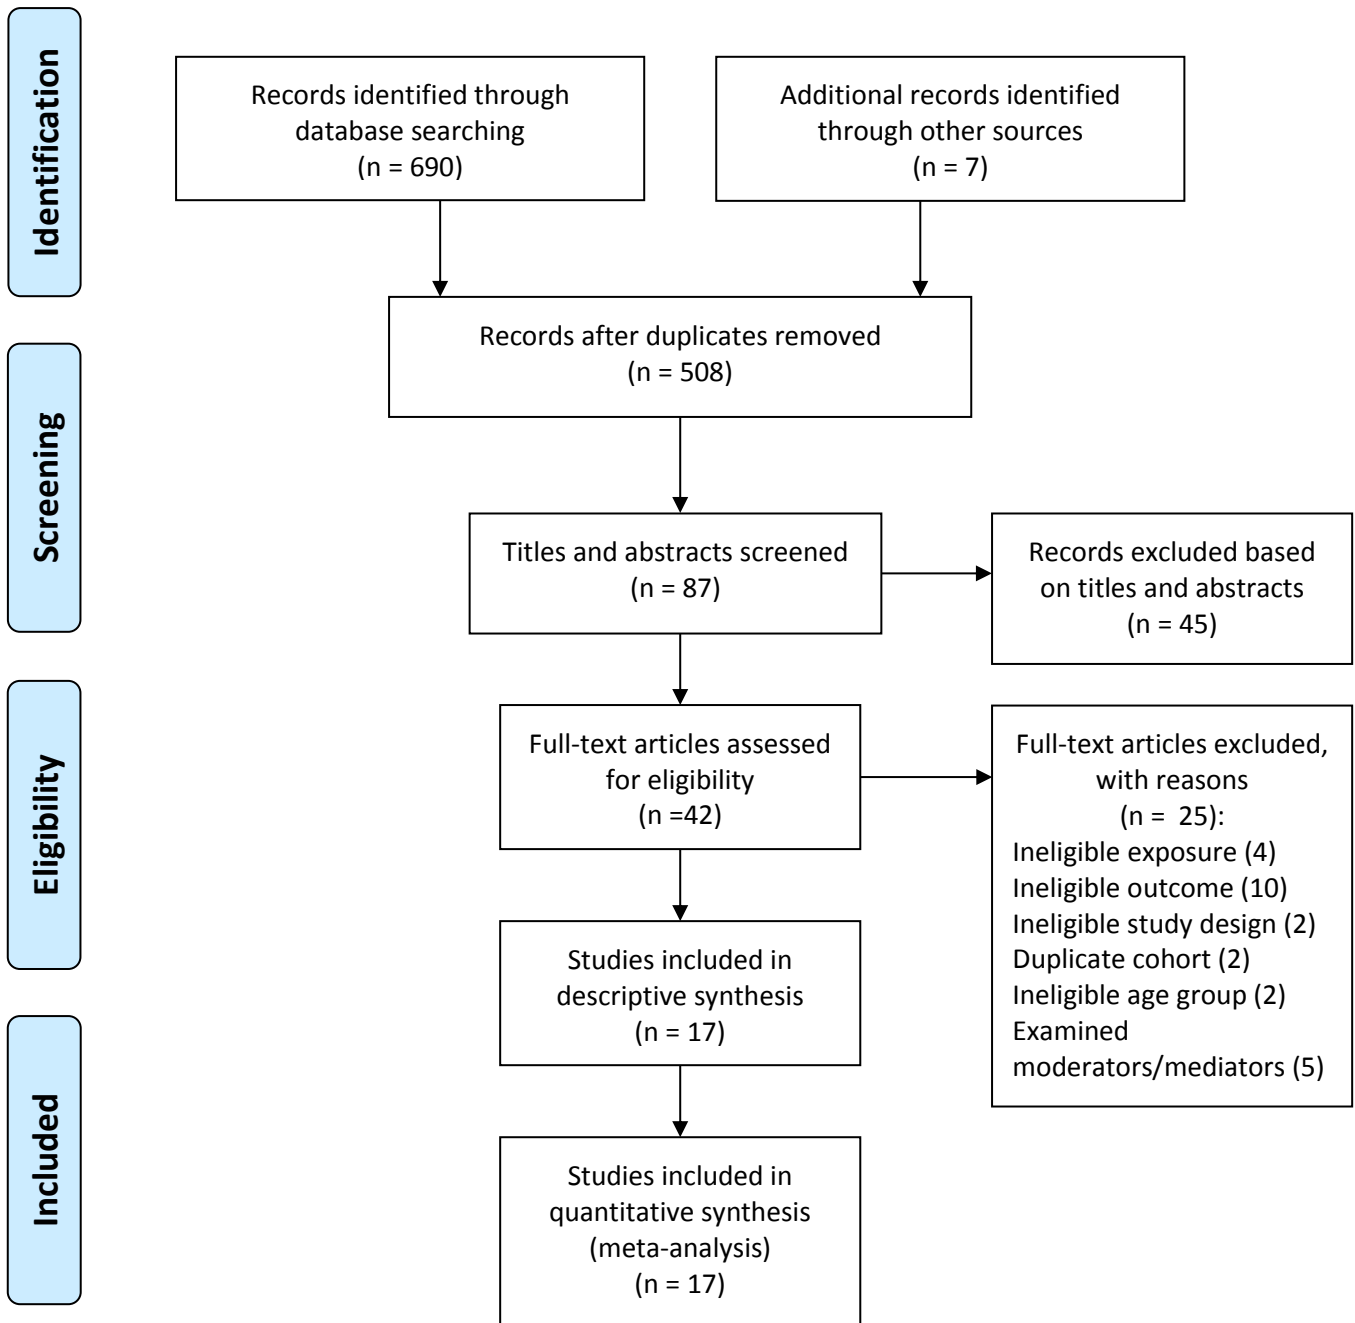 Identification
Records identified through
database searching
(n = 690)
Additional records identified
through other sources
(n = 7)
Records after duplicates removed
(n = 508)
Screening
Titles and abstracts screened
(n = 87)
Records excluded based
on titles and abstracts
(n = 45)
Eligibility
Full-text articles assessed
for eligibility
(n =42)
Full-text articles excluded,
with reasons
(n =  25):
Ineligible exposure (4)
Ineligible outcome (10)
Ineligible study design (2)
Duplicate cohort (2)
Ineligible age group (2)
Examined
moderators/mediators (5)
Studies included in
descriptive synthesis
(n = 17)
Included
Studies included in
quantitative synthesis
(meta-analysis)
(n = 17)